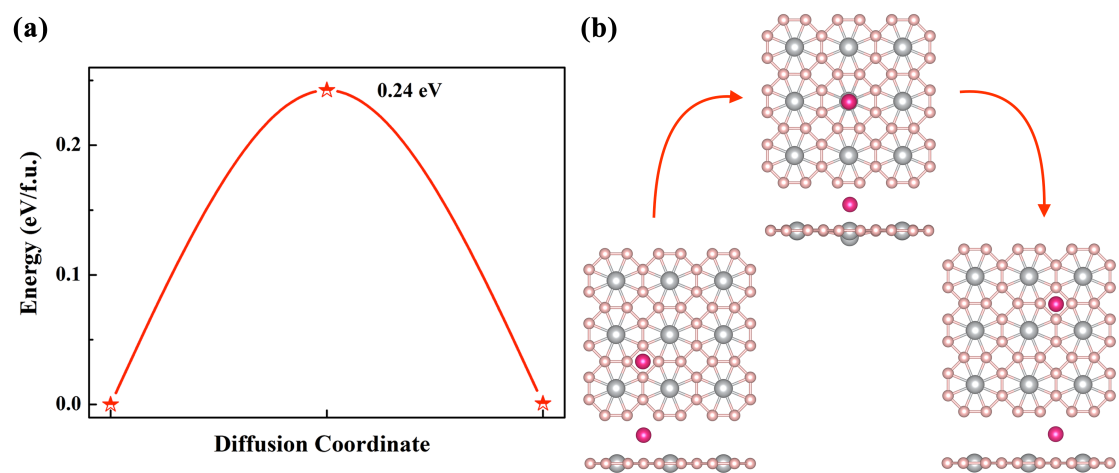 (a)
(b)
0.24 eV
0.2
0.1
0.0
Energy (eV/f.u.)
Diffusion Coordinate